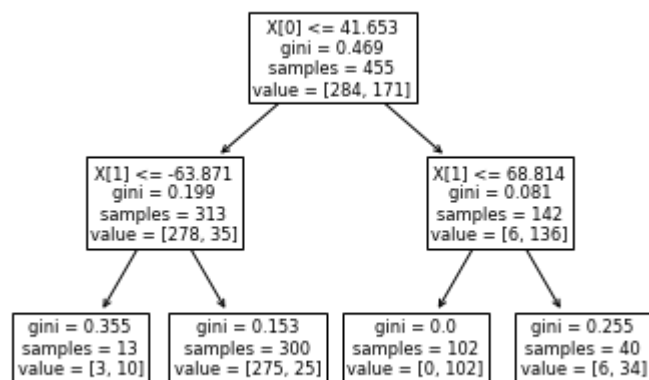 X[0] <= 41.653
gini = 0.469
samples = 455
value = [284, 171]
X[1] <= -63.871
gini = 0.199
samples = 313
value = [278, 35]
X[1] <= 68.814
gini = 0.081
samples = 142
value = [6, 136]
gini = 0.355
samples = 13
value = [3, 10]
gini = 0.153
samples = 300
value = [275, 25]
gini = 0.0
samples = 102
value = [0, 102]
gini = 0.255
samples = 40
value = [6, 34]